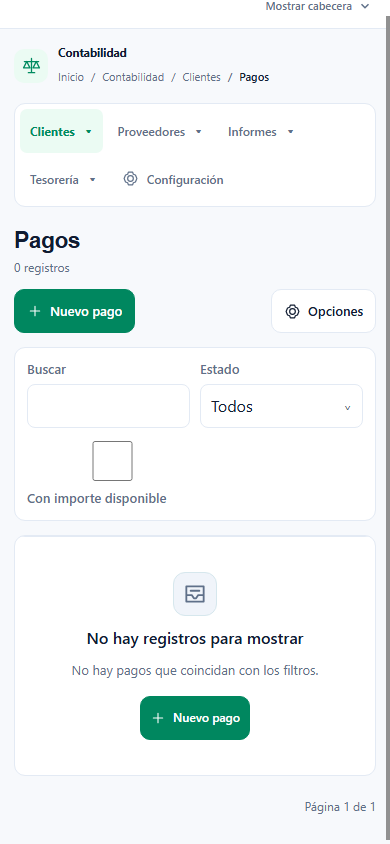 Mostrar cabecera
Contabilidad
Inicio / Contabilidad / Clientes / Pagos
Clientes Proveedores Informes
Tesorería Configuración
Pagos
0 registros
+ Nuevo pago Opciones
Buscar Estado
Todos
Con importe disponible
No hay registros para mostrar
No hay pagos que coincidan con los filtros.
+ Nuevo pago
Página 1 de 1